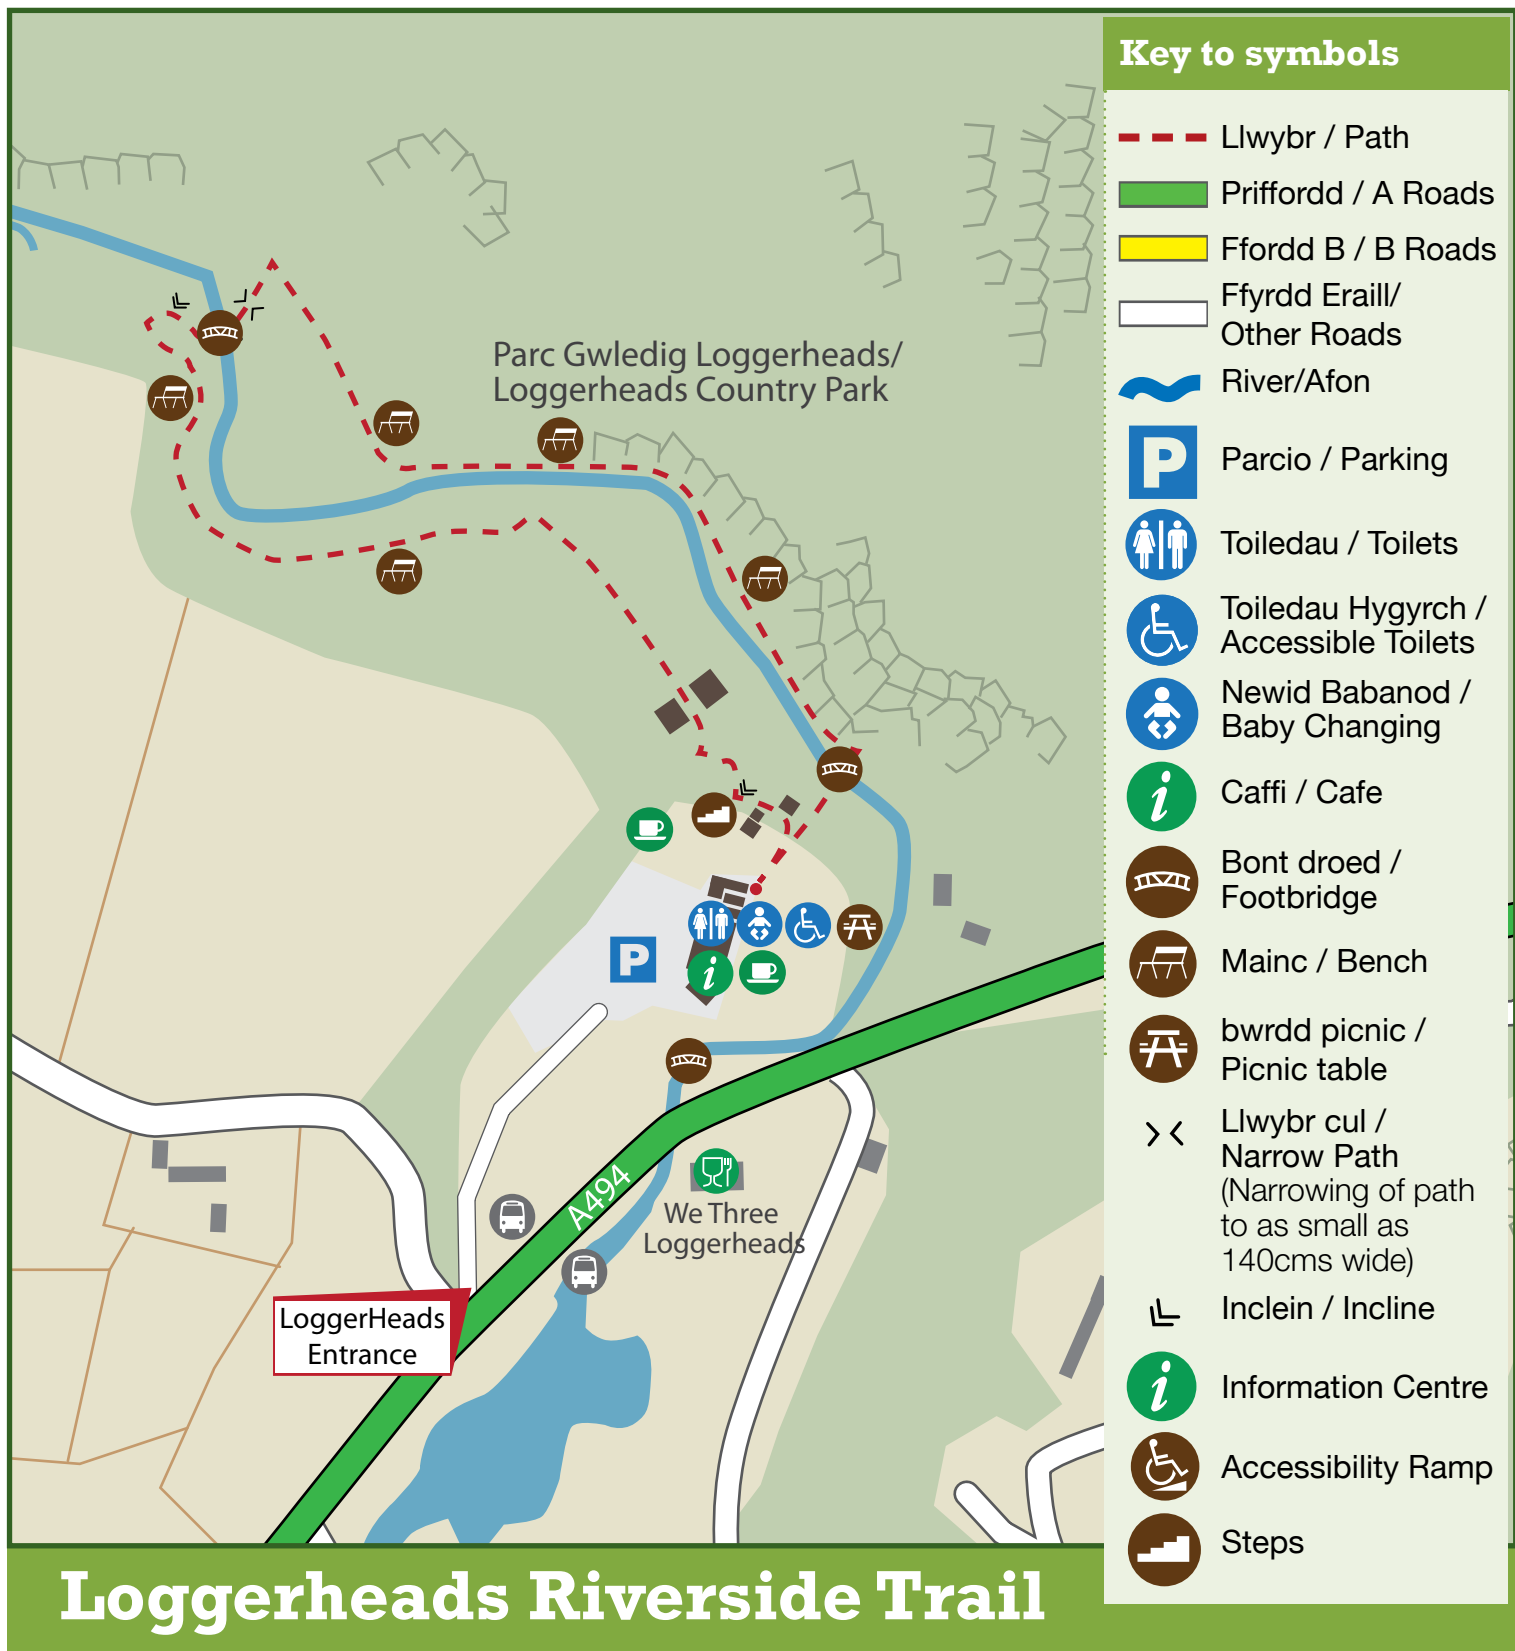 Key to symbols
Llwybr / Path
Priffordd / A Roads
Ffordd B / B Roads
Ffyrdd Eraill/
Other Roads
River/Afon
P
Parcio / Parking
Toiledau / Toilets
Toiledau Hygyrch /
Accessible Toilets
Newid Babanod /
Baby Changing
i
Caffi / Cafe
Bont droed /
Footbridge
Mainc / Bench
bwrdd picnic /
Picnic table
Llwybr cul /
Narrow Path
(Narrowing of path
to as small as
140cms wide)
Inclein / Incline
i
Information Centre
Accessibility Ramp
Steps
Parc Gwledig Loggerheads/
Loggerheads Country Park
P
i
A494
We Three
Loggerheads
LoggerHeads
Entrance
Loggerheads Riverside Trail